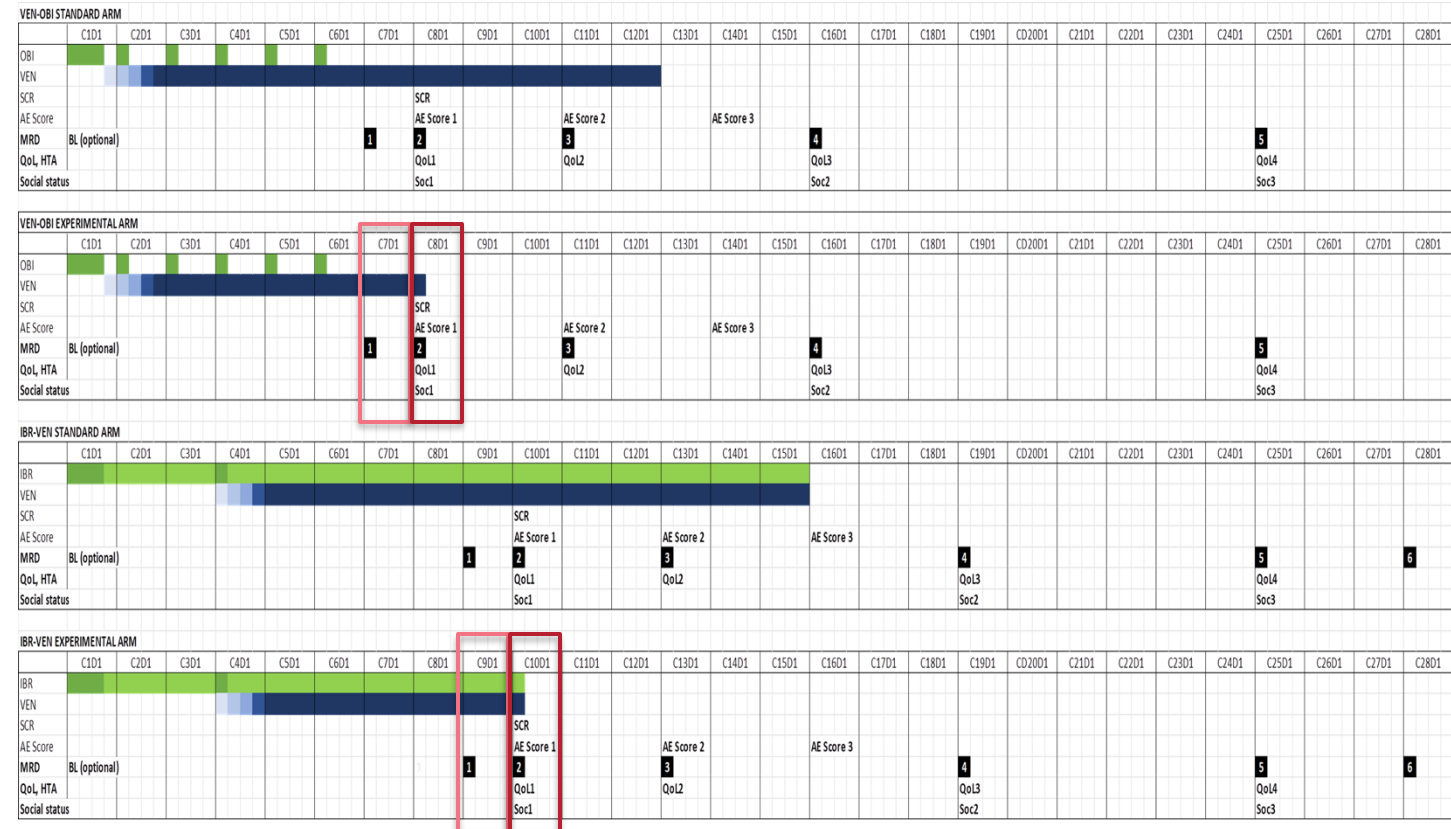 VEN-OBI STANDARD ARM
C1D1 C2D1 C3D1 C4D1 C5D1 C6D1 C7D1 C8D1 C9D1 C10D1 C11D1 C12D1 C13D1 C14D1 C15D1 C16D1 C17D1 C18D1 C19D1 CD20D1 C21D1 C22D1 C23D1 C24D1 C25D1 C26D1 C27D1 C28D1
OBI
VEN
SCR SCR
AE Score AE Score 1 AE Score 2 AE Score 3
MRD BL (optional) 1 2 3 4 5
QoL, HTA QoL1 QoL2 QoL3 QoL4
Social status Soc1 Soc2 Soc3
VEN-OBI EXPERIMENTAL ARM
C1D1 C2D1 C3D1 C4D1 C5D1 C6D1 C7D1 C8D1 C9D1 C10D1 C11D1 C12D1 C13D1 C14D1 C15D1 C16D1 C17D1 C18D1 C19D1 CD20D1 C21D1 C22D1 C23D1 C24D1 C25D1 C26D1 C27D1 C28D1
OBI
VEN
SCR SCR
AE Score AE Score 1 AE Score 2 AE Score 3
MRD BL (optional) 1 2 3 4 5
QoL, HTA QoL1 QoL2 QoL3 QoL4
Social status Soc1 Soc2 Soc3
IBR-VEN STANDARD ARM
C1D1 C2D1 C3D1 C4D1 C5D1 C6D1 C7D1 C8D1 C9D1 C10D1 C11D1 C12D1 C13D1 C14D1 C15D1 C16D1 C17D1 C18D1 C19D1 CD20D1 C21D1 C22D1 C23D1 C24D1 C25D1 C26D1 C27D1 C28D1
IBR
VEN
SCR SCR
AE Score AE Score 1 AE Score 2 AE Score 3
MRD BL (optional) 1 2 3 4 5 6
QoL, HTA QoL1 QoL2 QoL3 QoL4
Social status Soc1 Soc2 Soc3
IBR-VEN EXPERIMENTAL ARM
C1D1 C2D1 C3D1 C4D1 C5D1 C6D1 C7D1 C8D1 C9D1 C10D1 C11D1 C12D1 C13D1 C14D1 C15D1 C16D1 C17D1 C18D1 C19D1 CD20D1 C21D1 C22D1 C23D1 C24D1 C25D1 C26D1 C27D1 C28D1
IBR
VEN
SCR SCR
AE Score AE Score 1 AE Score 2 AE Score 3
MRD BL (optional) 1 2 3 4 5 6
QoL, HTA QoL1 QoL2 QoL3 QoL4
Social status Soc1 Soc2 Soc3